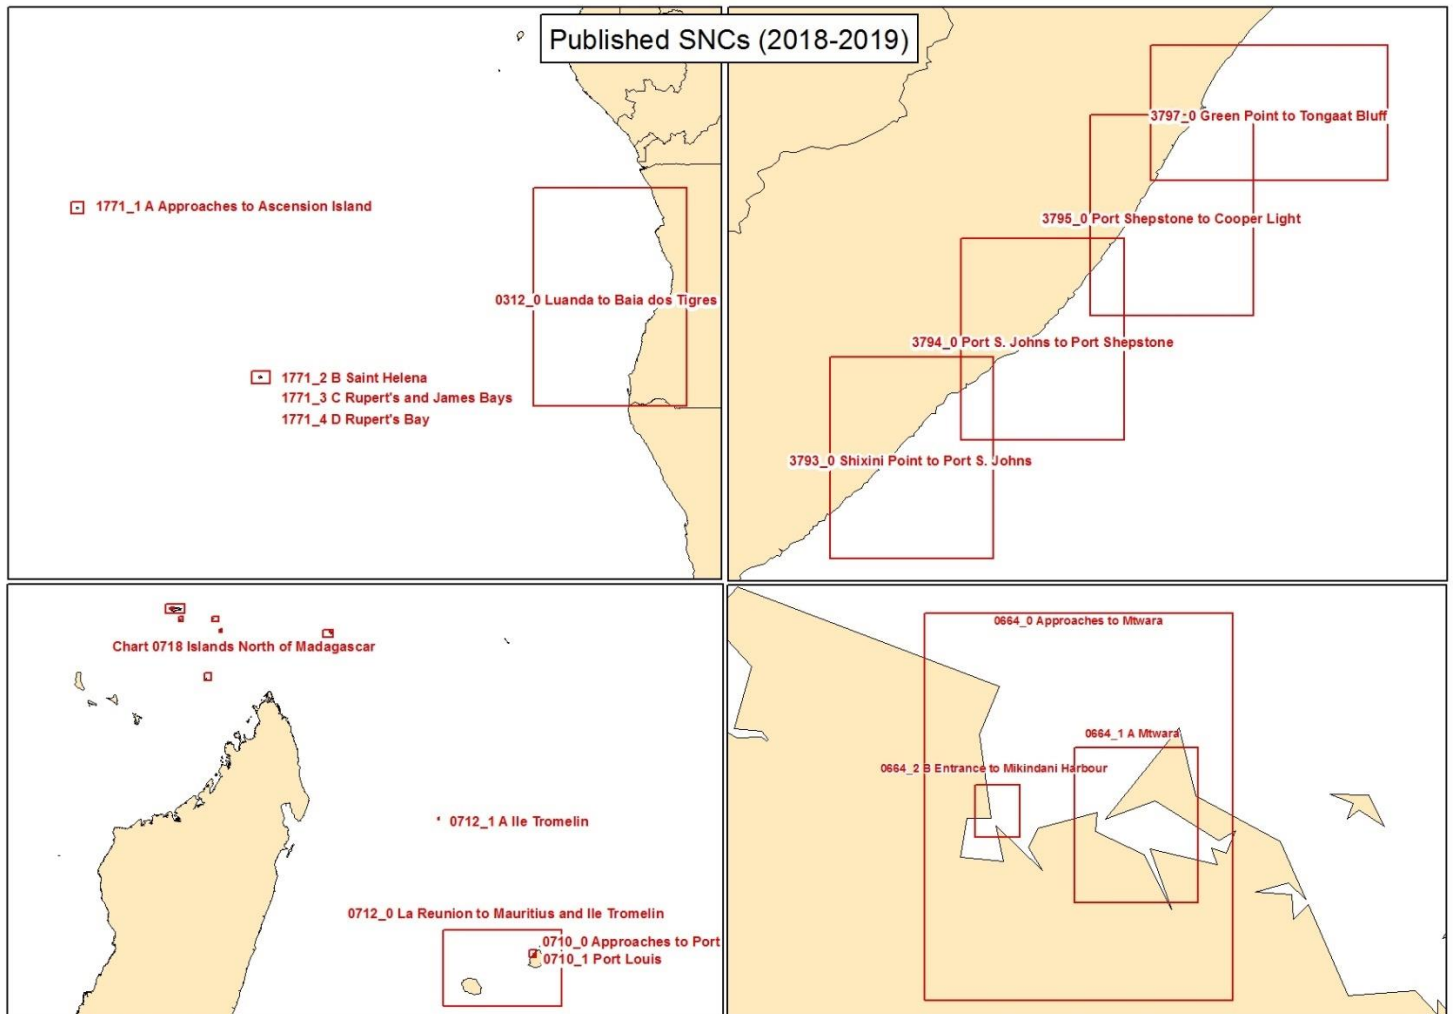 Published SNCs (2018-2019)
1771_1 A Approaches to Ascension Island
0312_0 Luanda to Baia dos Tigres
1771_2 B Saint Helena
1771_3 C Rupert's and James Bays
1771_4 D Rupert's Bay
3797_0 Green Point to Tongaat Bluff
3795_0 Port Shepstone to Cooper Light
3794_0 Port S. Johns to Port Shepstone
3793_0 Shixini Point to Port S. Johns
Chart 0718 Islands North of Madagascar
0712_1 A Ile Tromelin
0712_0 La Reunion to Mauritius and Ile Tromelin
0710_0 Approaches to Port
0710_1 Port Louis
0664_0 Approaches to Mtwara
0664_1 A Mtwara
0664_2 B Entrance to Mikindani Harbour